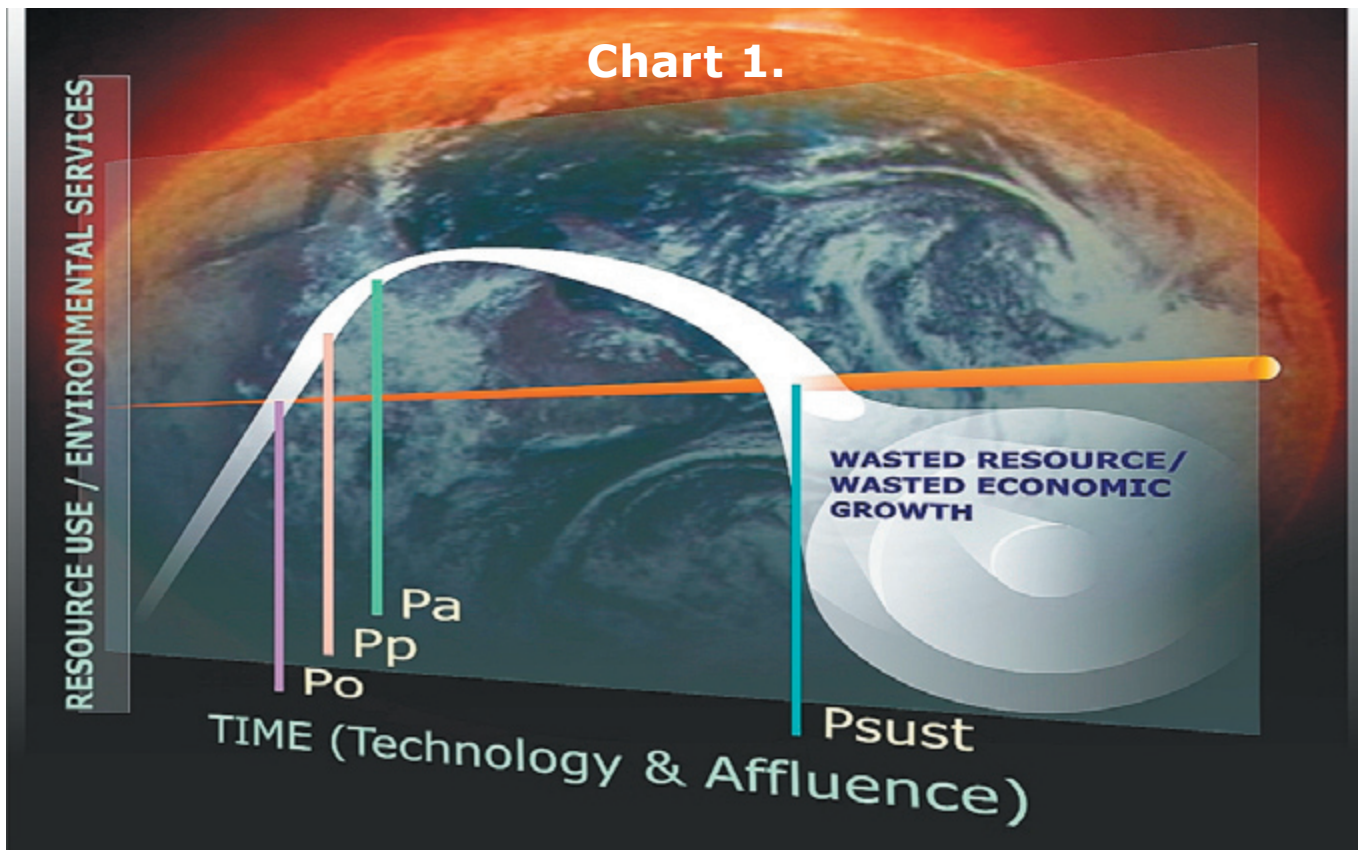 Chart 1.
RESOURCE USE / ENVIRONMENTAL SERVICES
WASTED RESOURCE/
WASTED ECONOMIC
GROWTH
Pa
Pp
Po
Psust
TIME (Technology & Affluence)